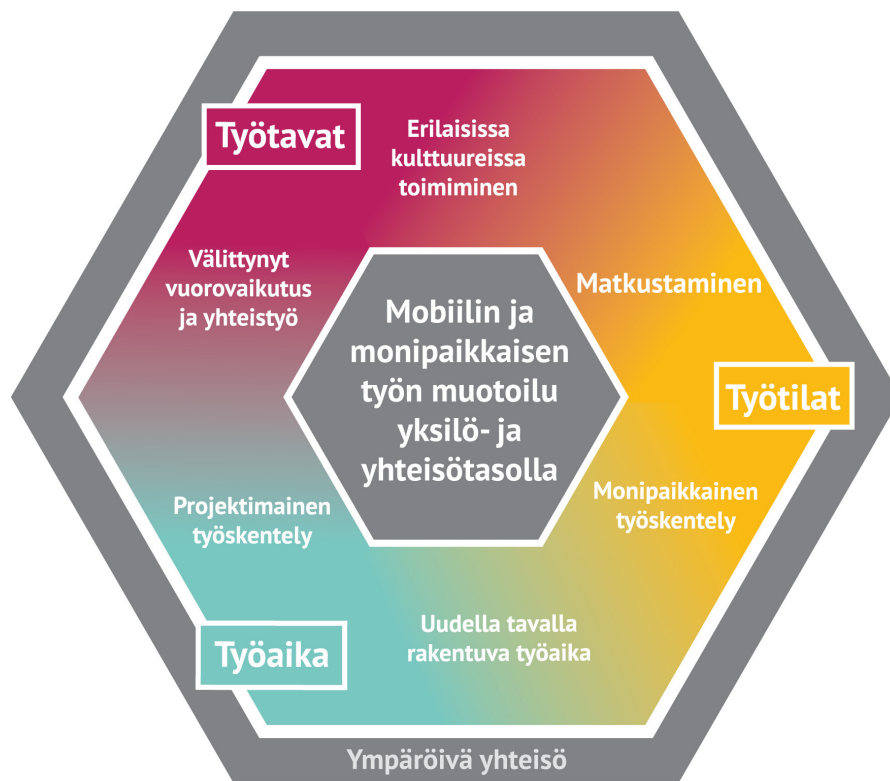 Työtavat
Erilaisissa
kulttuureissa
toimiminen
Välittynyt
vuorovaikutus
ja yhteistyö
Matkustaminen
Mobiilin ja
monipaikkaisen
työn muotoilu
yksilö- ja
yhteisötasolla
Työtilat
Monipaikkainen
työskentely
Projektimainen
työskentely
Uudella tavalla
rakentuva työaika
Työaika
Ympäröivä yhteisö